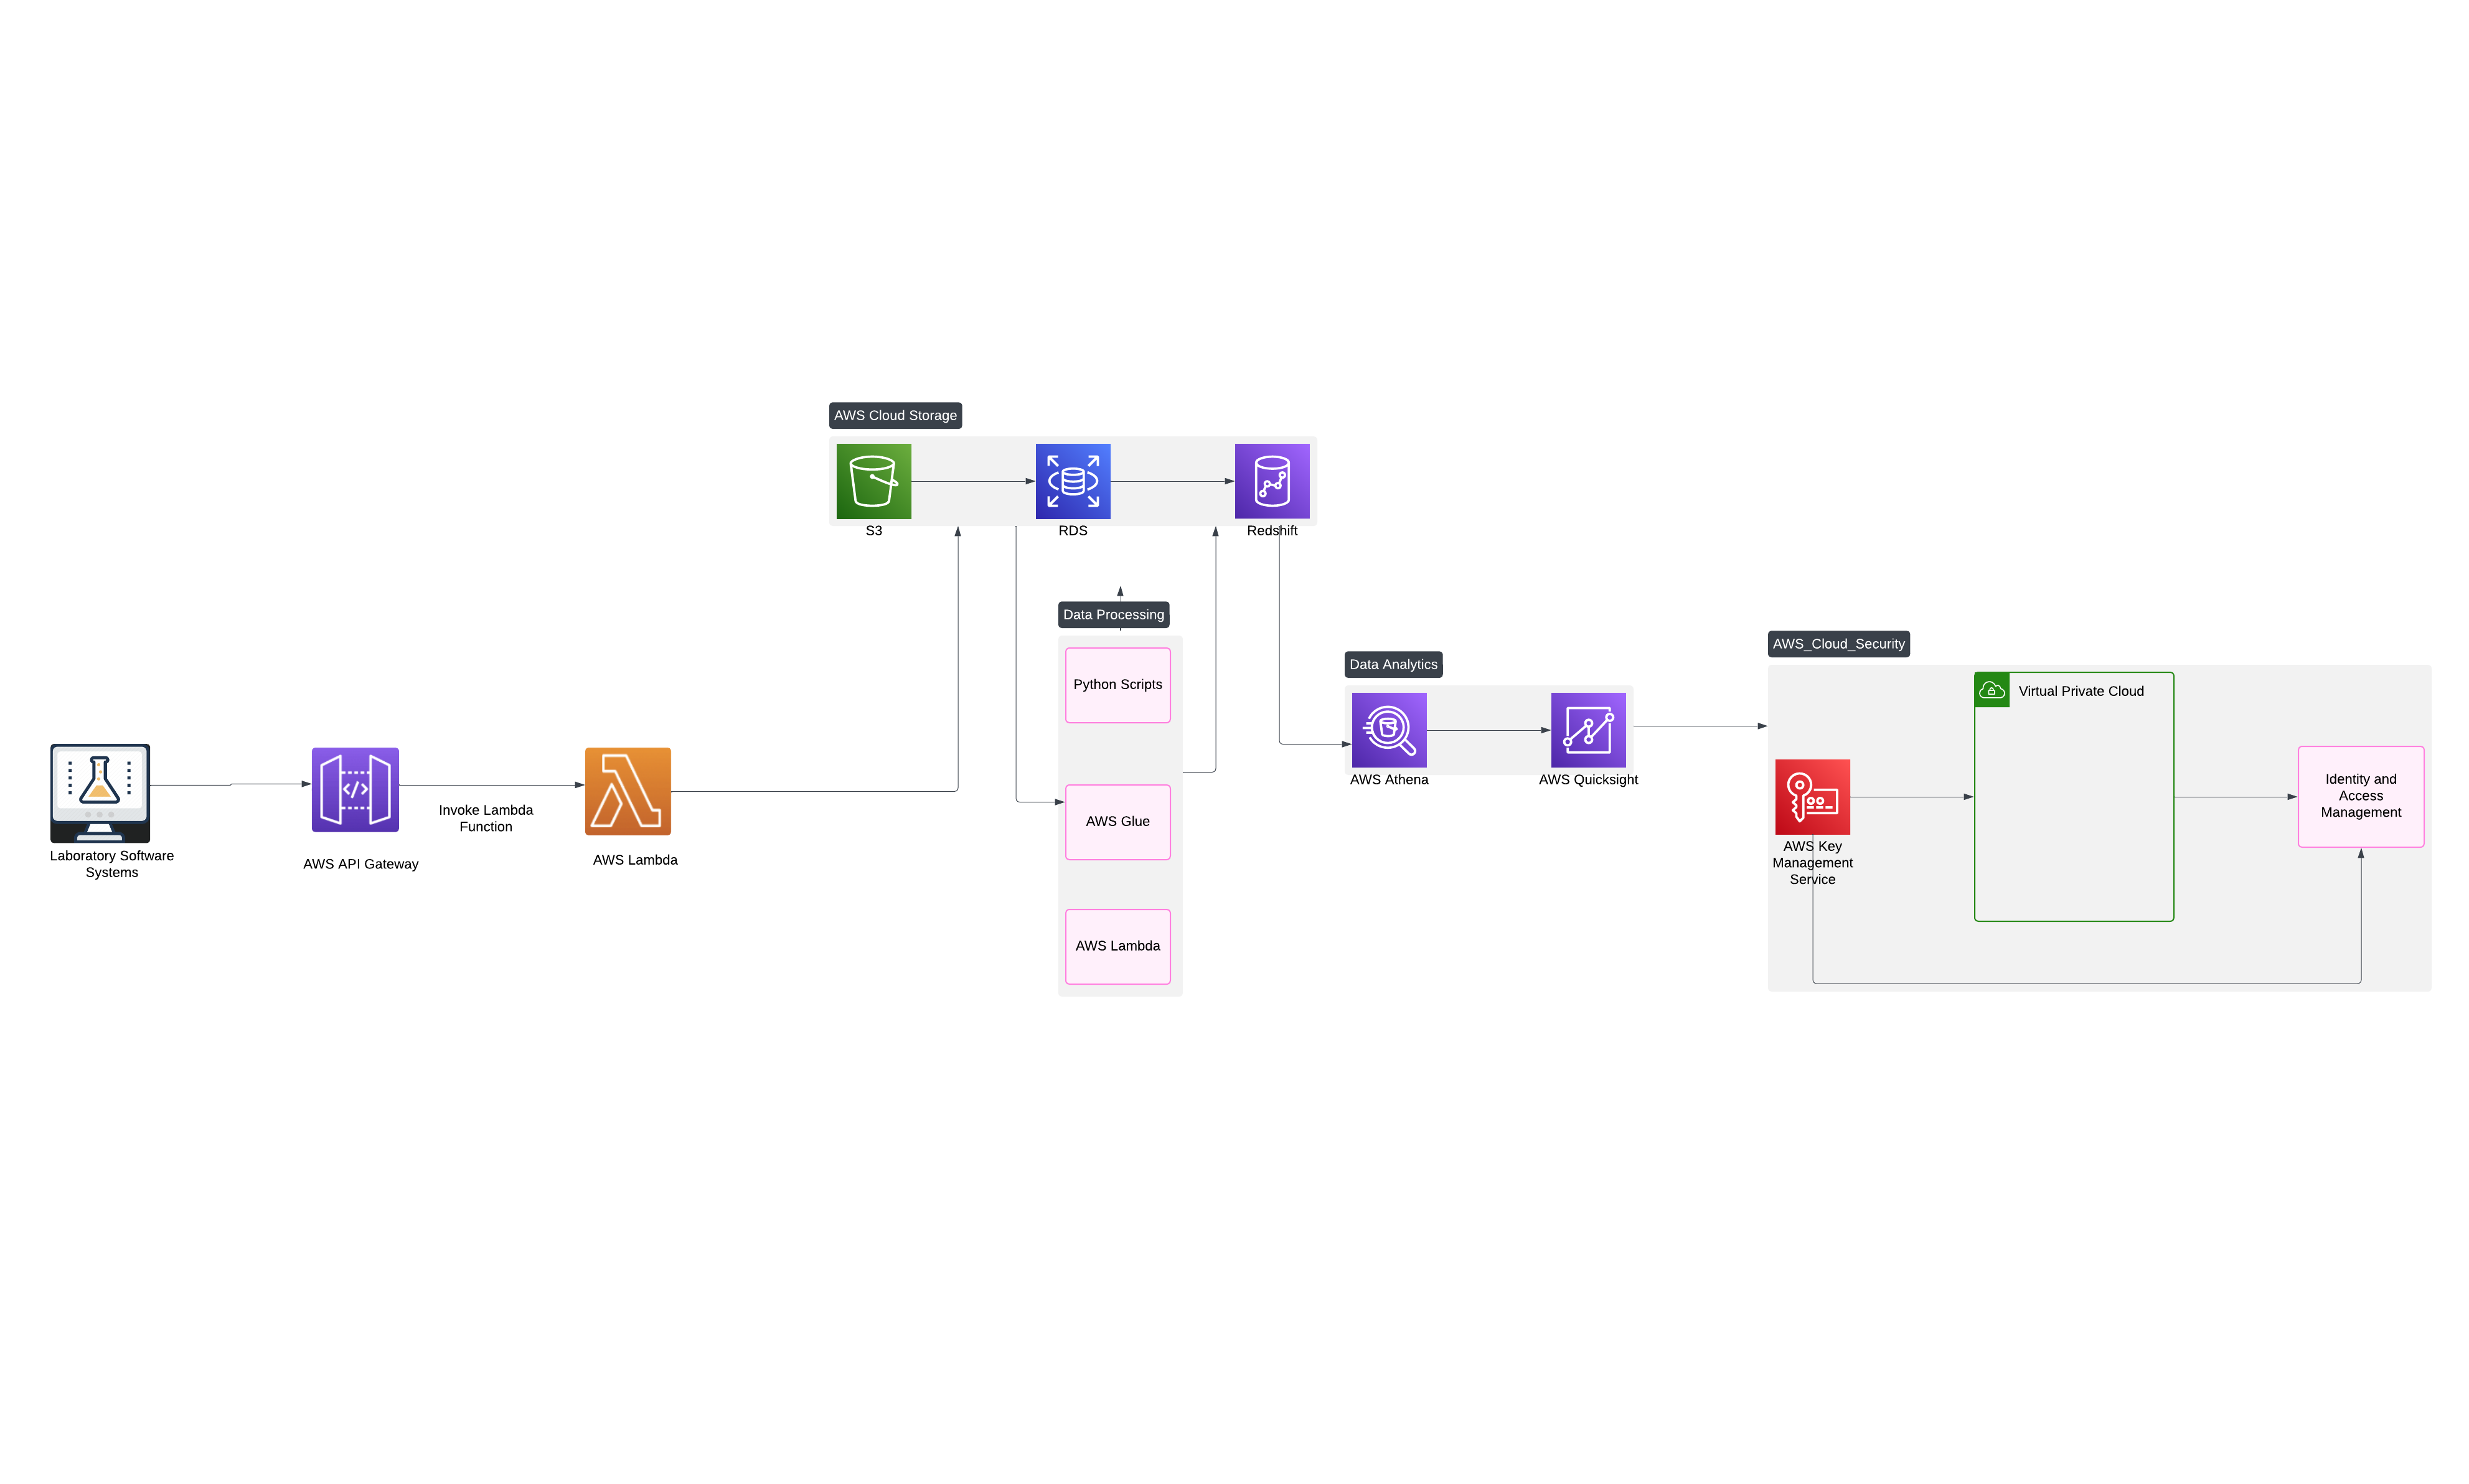 AWS Cloud Storage
S3
RDS
Redshift
Data Processing
Python Scripts
AWS Glue
AWS Lambda
Data Analytics
AWS Athena
AWS Quicksight
AWS_Cloud_Security
Virtual Private Cloud
AWS Key
Management
Service
Identity and
Access
Management
Laboratory Software
Systems
AWS API Gateway
Invoke Lambda
Function
AWS Lambda